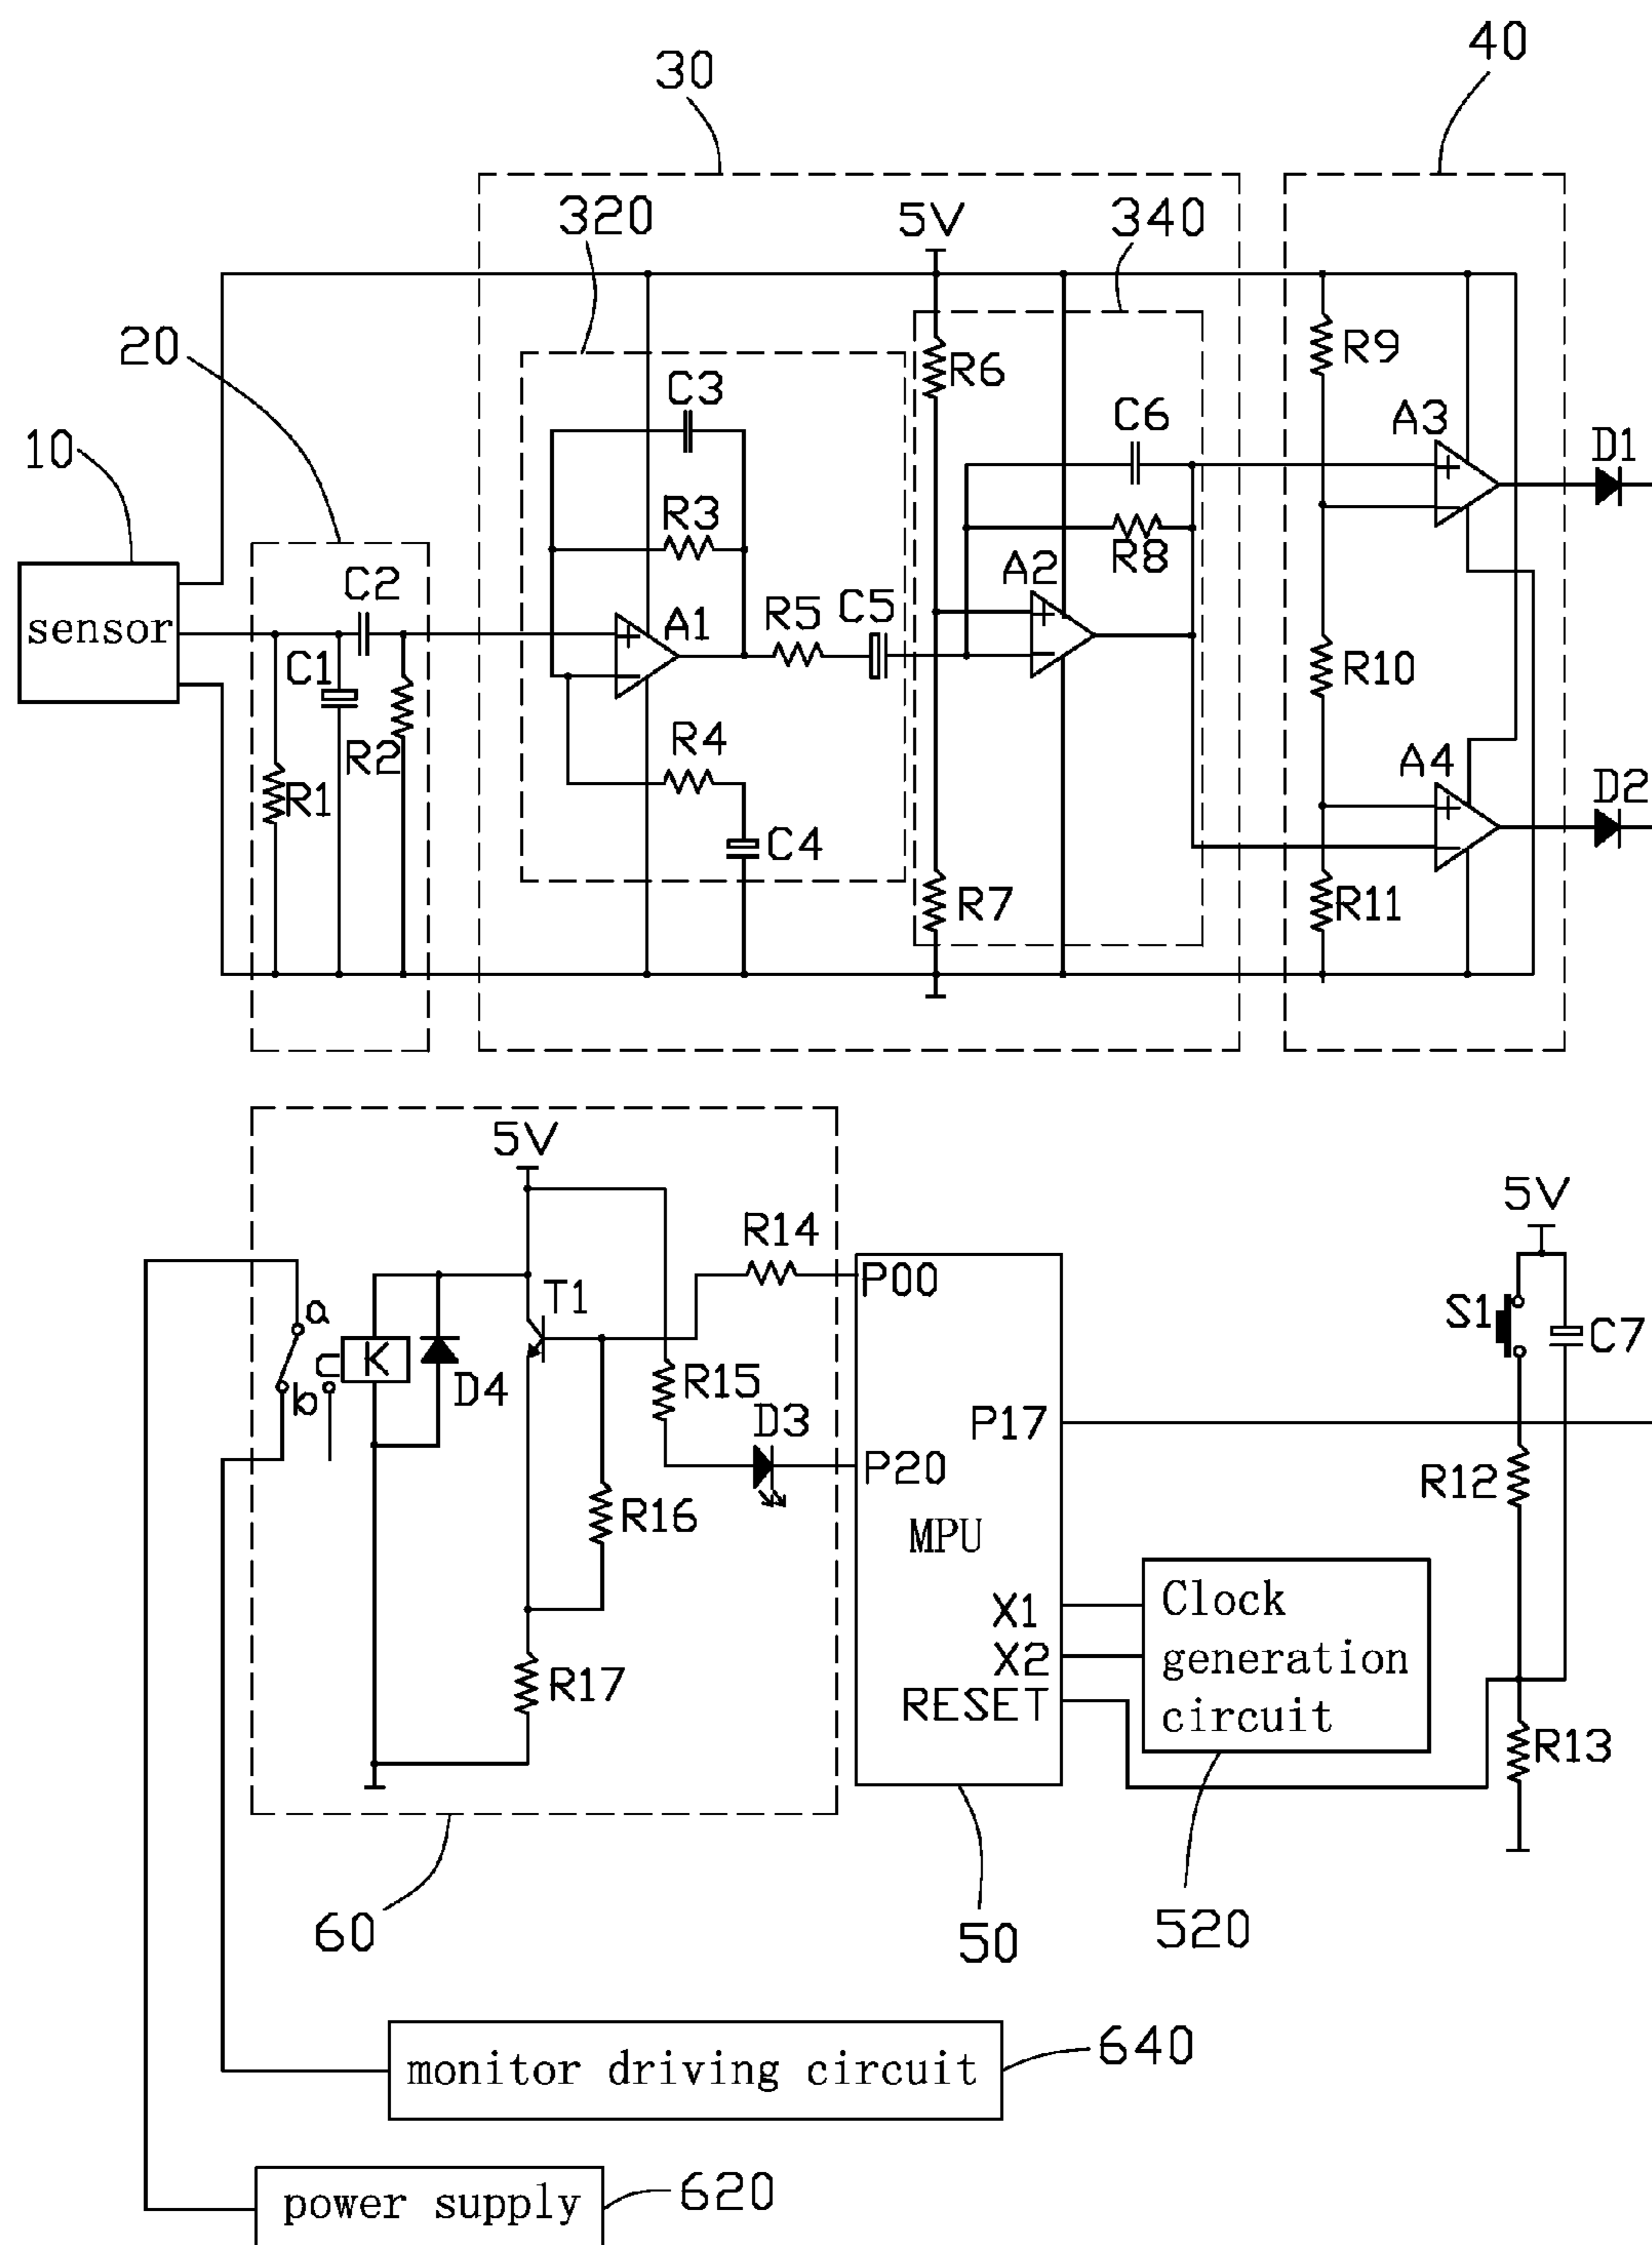 40
30
320
5V
340
20
R9
R6
C3
C6
A3
D1
10
R3
A2
R8
C2
R5
C5
sensor
A1
C1
R10
R4
R2
A4
D2
R1
C4
R7
R11
5V
5V
R14
P00
T1
a
S1
C7
c
K
b
D4
R15
D3
P17
P20
R12
R16
MPU
X1
Clock
X2
generation
R17
RESET
circuit
R13
60
50
520
640
monitor driving circuit
620
power supply